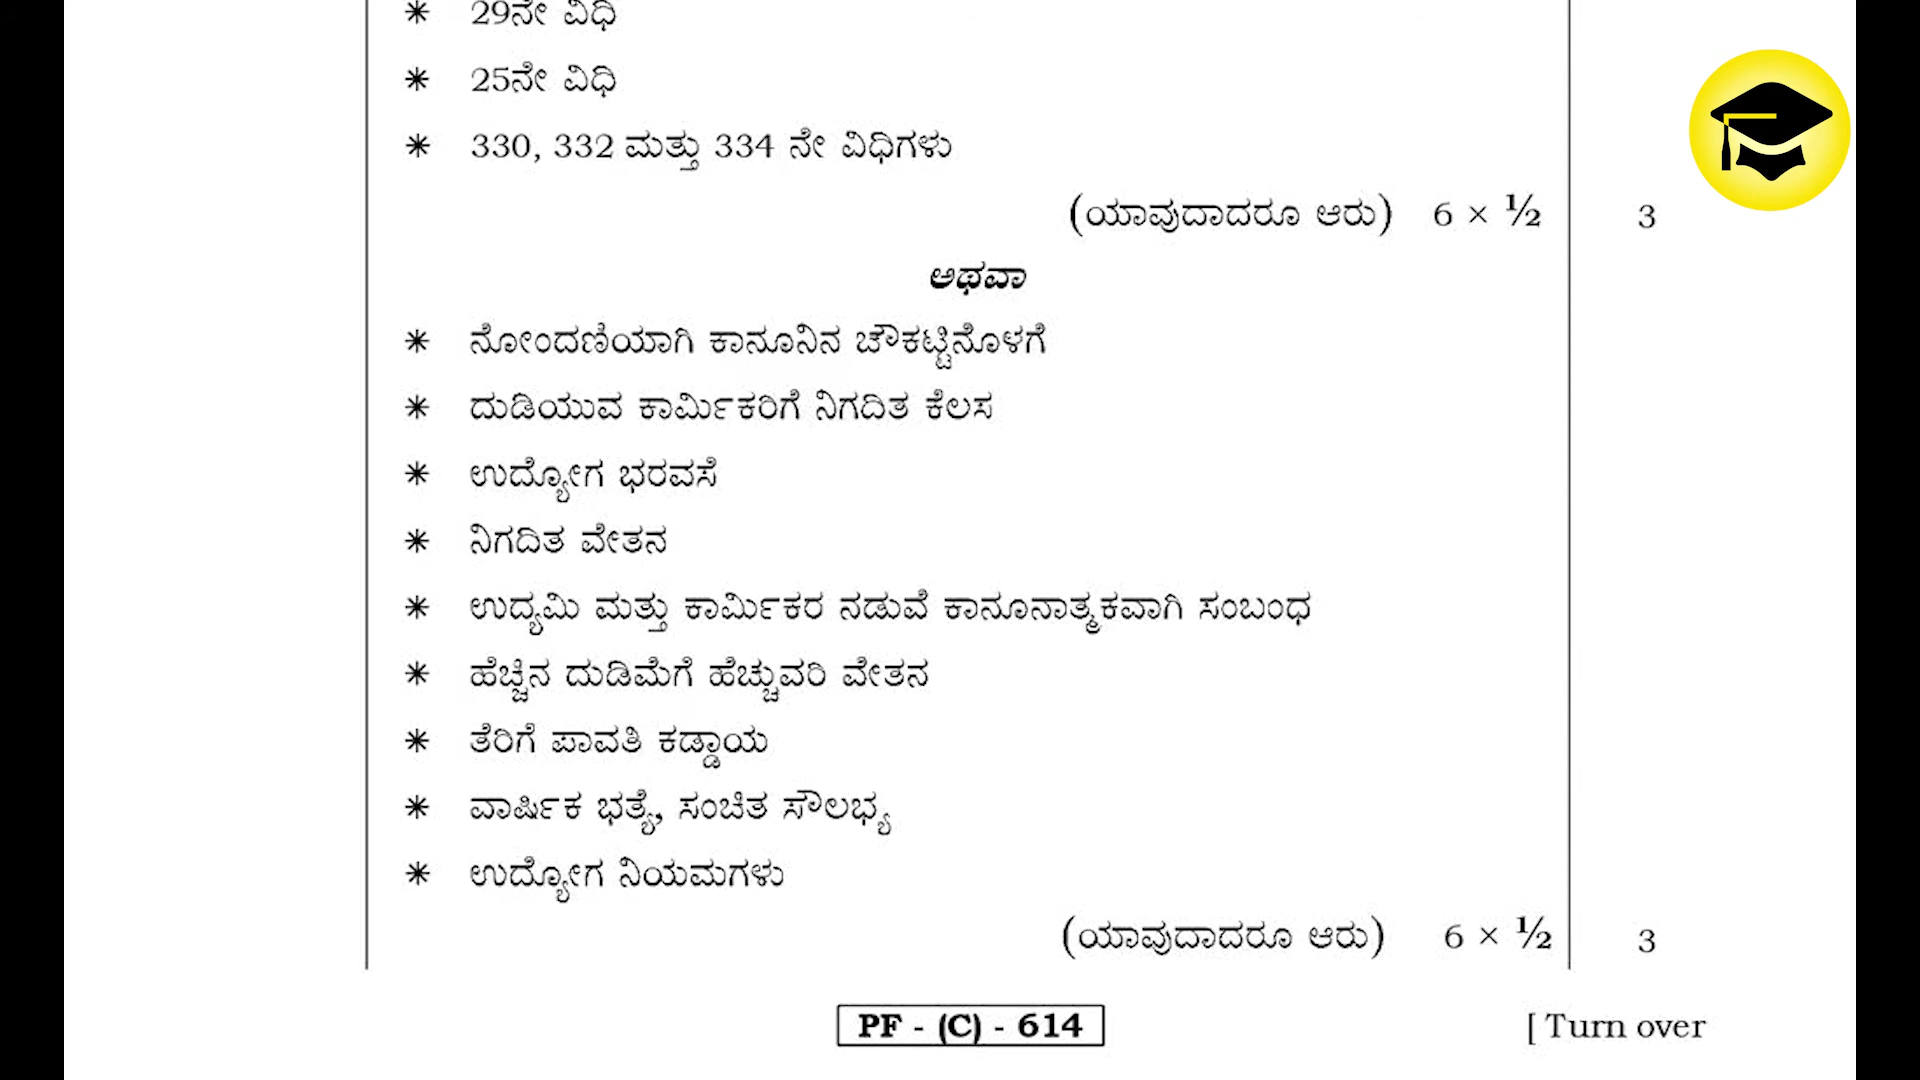 * 29ನೇ ವಿಧಿ
* 25ನೇ ವಿಧಿ
* 330, 332 ಮತ್ತು 334 ನೇ ವಿಧಿಗಳು
(ಯಾವುದಾದರೂ ಆರು) 6 × ½ 3
ಅಥವಾ
* ನೋಂದಣಿಯಾಗಿ ಕಾನೂನಿನ ಚೌಕಟ್ಟಿನೊಳಗೆ
* ದುಡಿಯುವ ಕಾರ್ಮಿಕರಿಗೆ ನಿಗದಿತ ಕೆಲಸ
* ಉದ್ಯೋಗ ಭರವಸೆ
* ನಿಗದಿತ ವೇತನ
* ಉದ್ಯಮಿ ಮತ್ತು ಕಾರ್ಮಿಕರ ನಡುವೆ ಕಾನೂನಾತ್ಮಕವಾಗಿ ಸಂಬಂಧ
* ಹೆಚ್ಚಿನ ದುಡಿಮೆಗೆ ಹೆಚ್ಚುವರಿ ವೇತನ
* ತೆರಿಗೆ ಪಾವತಿ ಕಡ್ಡಾಯ
* ವಾರ್ಷಿಕ ಭತ್ಯೆ, ಸಂಚಿತ ಸೌಲಭ್ಯ
* ಉದ್ಯೋಗ ನಿಯಮಗಳು
(ಯಾವುದಾದರೂ ಆರು) 6 × ½ 3
PF - (C) - 614 [ Turn over